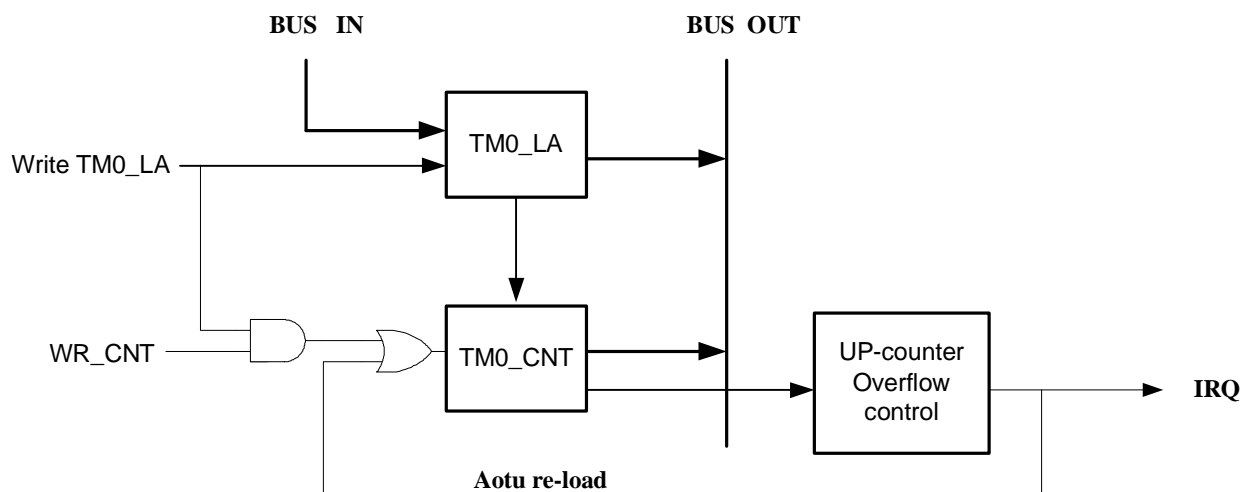 BUS IN
BUS OUT
TM0_LA
Write TM0_LA
WR_CNT
TM0_CNT
UP-counter
Overflow
control
IRQ
Aotu re-load